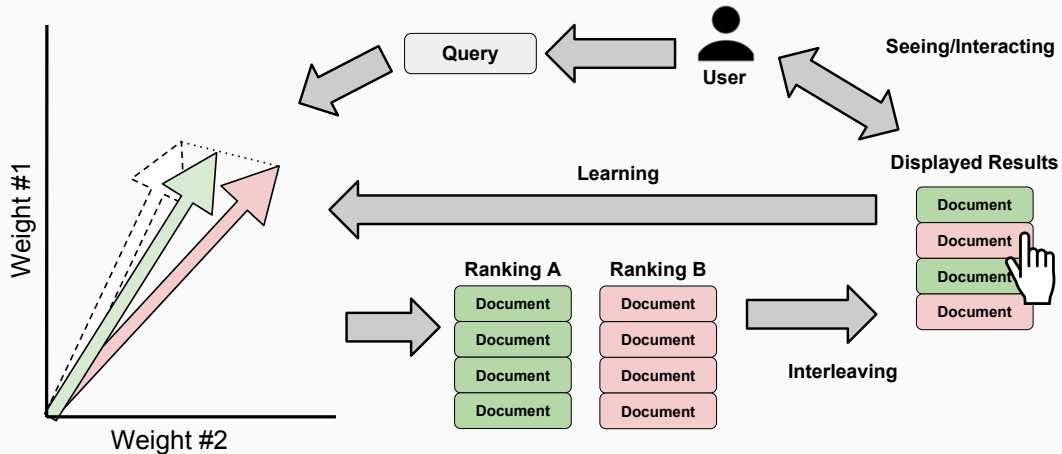 Query
User
Seeing/Interacting
Displayed Results
Document
Document
Document
Document
Learning
Weight #1
Weight #2
Ranking A
Document
Document
Document
Document
Ranking B
Document
Document
Document
Document
Interleaving